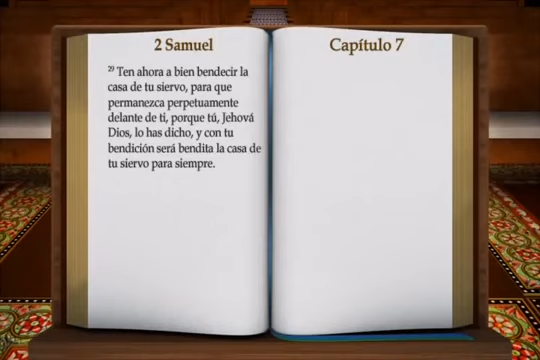 2 Samuel
Capítulo 7
29 Ten ahora a bien bendecir la
casa de tu siervo, para que
permanezca perpetuamente
delante de ti, porque tú, Jehová
Dios, lo has dicho, y con tu
bendición será bendita la casa de
tu siervo para siempre.